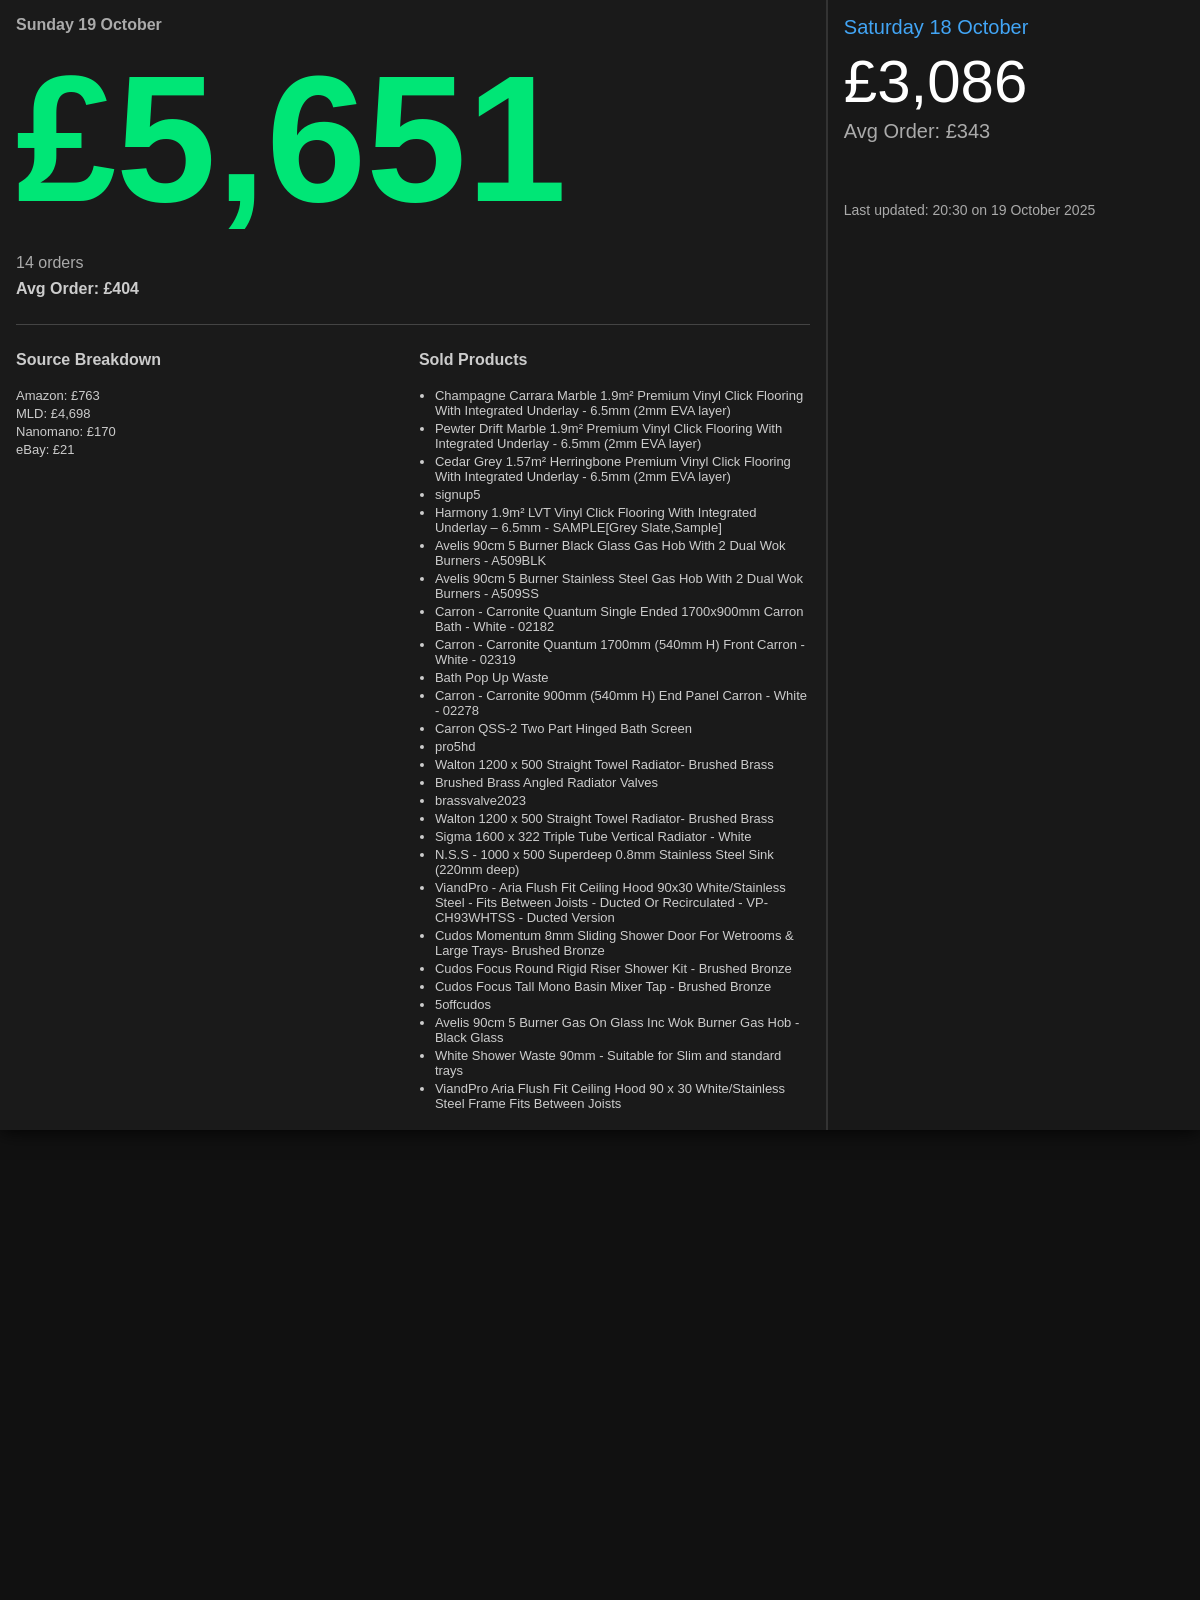 Sunday 19 October
£5,651
14 orders
Avg Order: £404
Source Breakdown
Amazon: £763
MLD: £4,698
Nanomano: £170
eBay: £21
Sold Products
• Champagne Carrara Marble 1.9m² Premium Vinyl Click Flooring
With Integrated Underlay - 6.5mm (2mm EVA layer)
• Pewter Drift Marble 1.9m² Premium Vinyl Click Flooring With
Integrated Underlay - 6.5mm (2mm EVA layer)
• Cedar Grey 1.57m² Herringbone Premium Vinyl Click Flooring
With Integrated Underlay - 6.5mm (2mm EVA layer)
• signup5
• Harmony 1.9m² LVT Vinyl Click Flooring With Integrated
Underlay – 6.5mm - SAMPLE[Grey Slate,Sample]
• Avelis 90cm 5 Burner Black Glass Gas Hob With 2 Dual Wok
Burners - A509BLK
• Avelis 90cm 5 Burner Stainless Steel Gas Hob With 2 Dual Wok
Burners - A509SS
• Carron - Carronite Quantum Single Ended 1700x900mm Carron
Bath - White - 02182
• Carron - Carronite Quantum 1700mm (540mm H) Front Carron -
White - 02319
• Bath Pop Up Waste
• Carron - Carronite 900mm (540mm H) End Panel Carron - White
- 02278
• Carron QSS-2 Two Part Hinged Bath Screen
• pro5hd
• Walton 1200 x 500 Straight Towel Radiator- Brushed Brass
• Brushed Brass Angled Radiator Valves
• brassvalve2023
• Walton 1200 x 500 Straight Towel Radiator- Brushed Brass
• Sigma 1600 x 322 Triple Tube Vertical Radiator - White
• N.S.S - 1000 x 500 Superdeep 0.8mm Stainless Steel Sink
(220mm deep)
• ViandPro - Aria Flush Fit Ceiling Hood 90x30 White/Stainless
Steel - Fits Between Joists - Ducted Or Recirculated - VP-
CH93WHTSS - Ducted Version
• Cudos Momentum 8mm Sliding Shower Door For Wetrooms &
Large Trays- Brushed Bronze
• Cudos Focus Round Rigid Riser Shower Kit - Brushed Bronze
• Cudos Focus Tall Mono Basin Mixer Tap - Brushed Bronze
• 5offcudos
• Avelis 90cm 5 Burner Gas On Glass Inc Wok Burner Gas Hob -
Black Glass
• White Shower Waste 90mm - Suitable for Slim and standard
trays
• ViandPro Aria Flush Fit Ceiling Hood 90 x 30 White/Stainless
Steel Frame Fits Between Joists
Saturday 18 October
£3,086
Avg Order: £343
Last updated: 20:30 on 19 October 2025